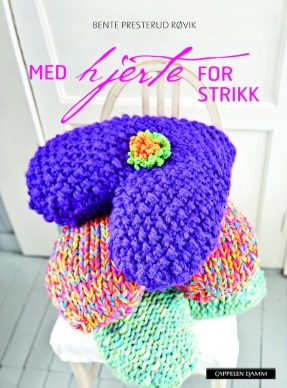 BENTE PRESTERUD RØVIK
MED hjerte FOR
STRIKK
CAPPELEN DAMM